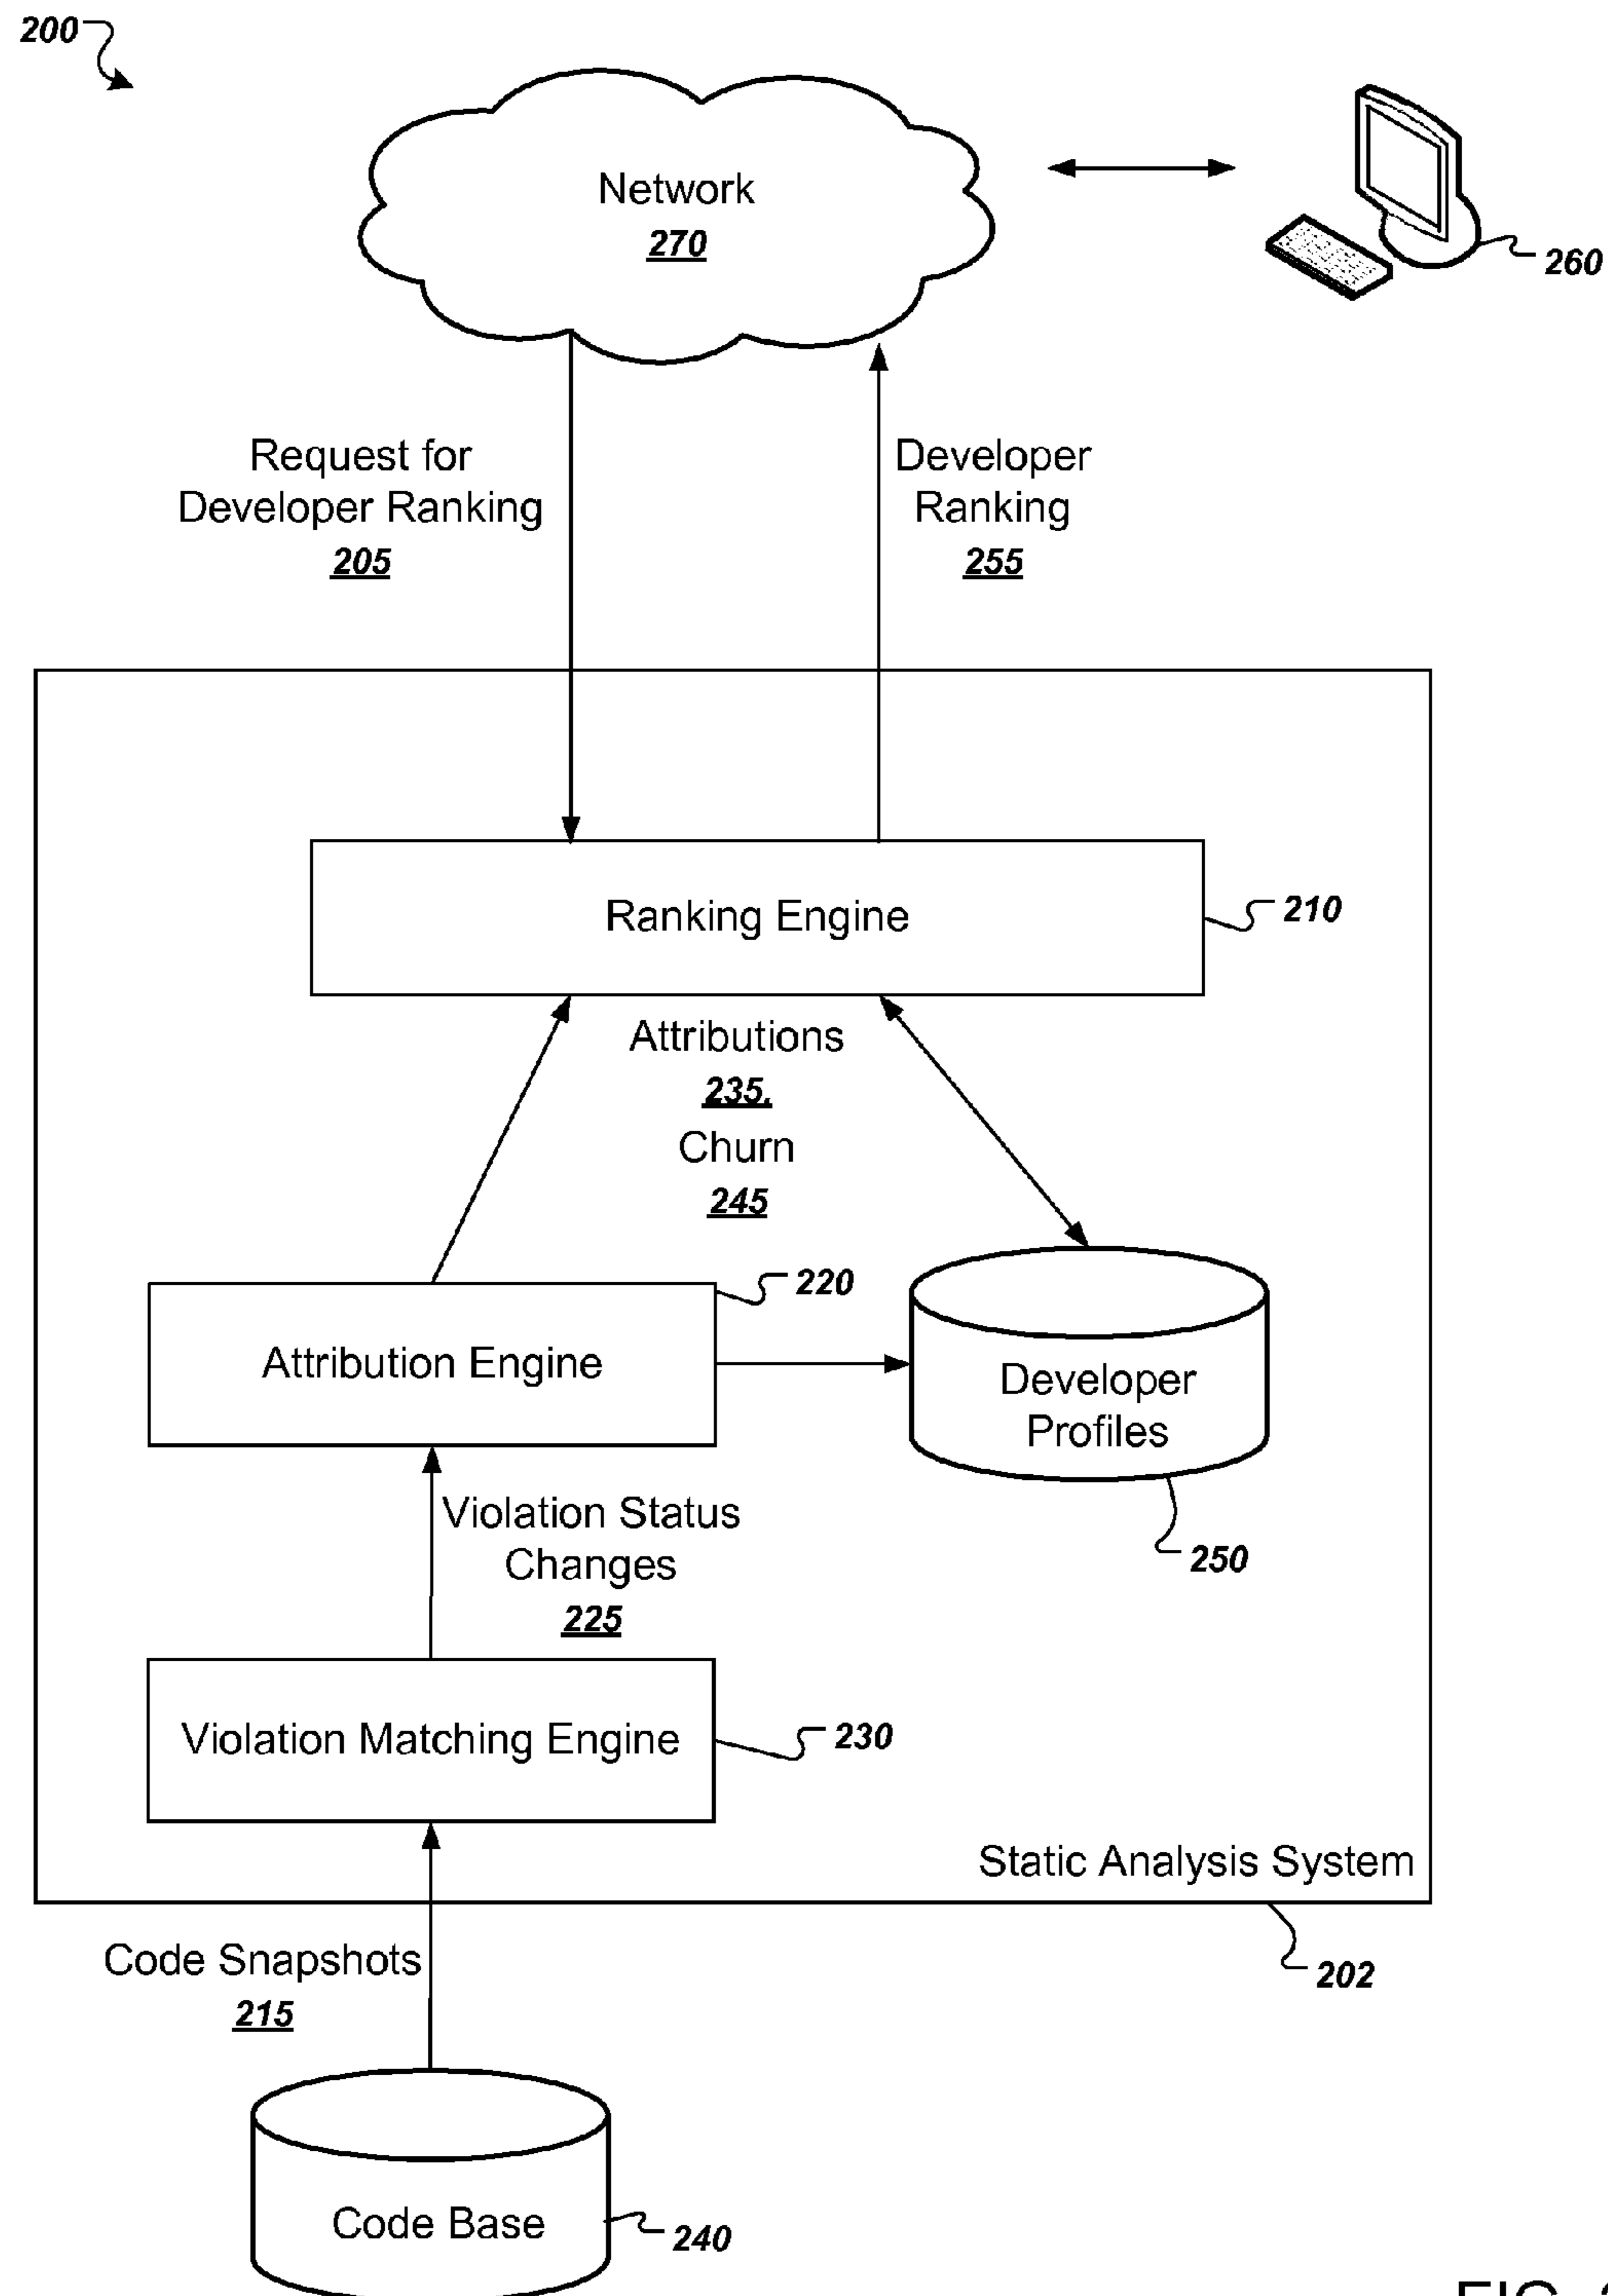 200
Network
270
260
Request for
Developer Ranking
205
Developer
Ranking
255
Ranking Engine
210
Attributions
235,
Churn
245
220
Attribution Engine
Developer
Profiles
250
Violation Status
Changes
225
Violation Matching Engine
230
Static Analysis System
202
Code Snapshots
215
Code Base
240